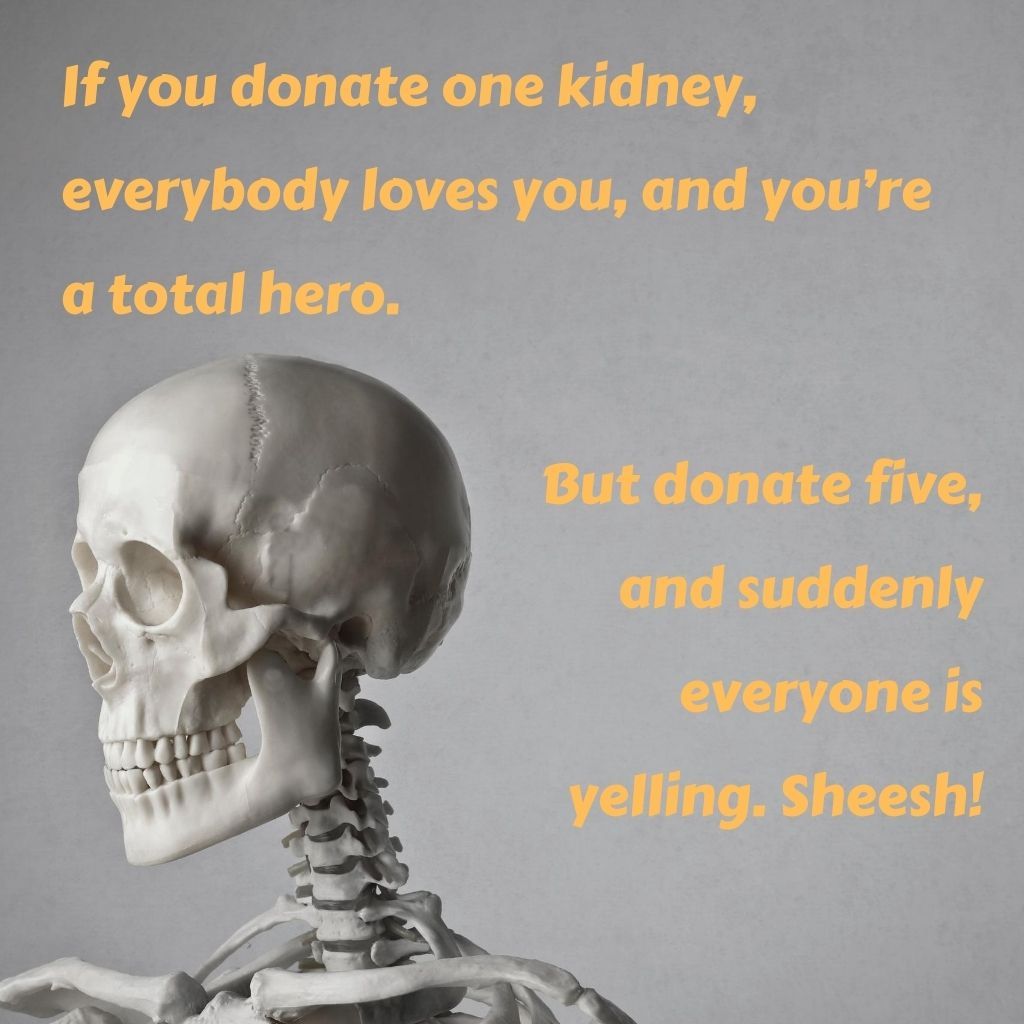 If you donate one kidney,
everybody loves you, and you’re
a total hero.
But donate five,
and suddenly
everyone is
yelling. Sheesh!